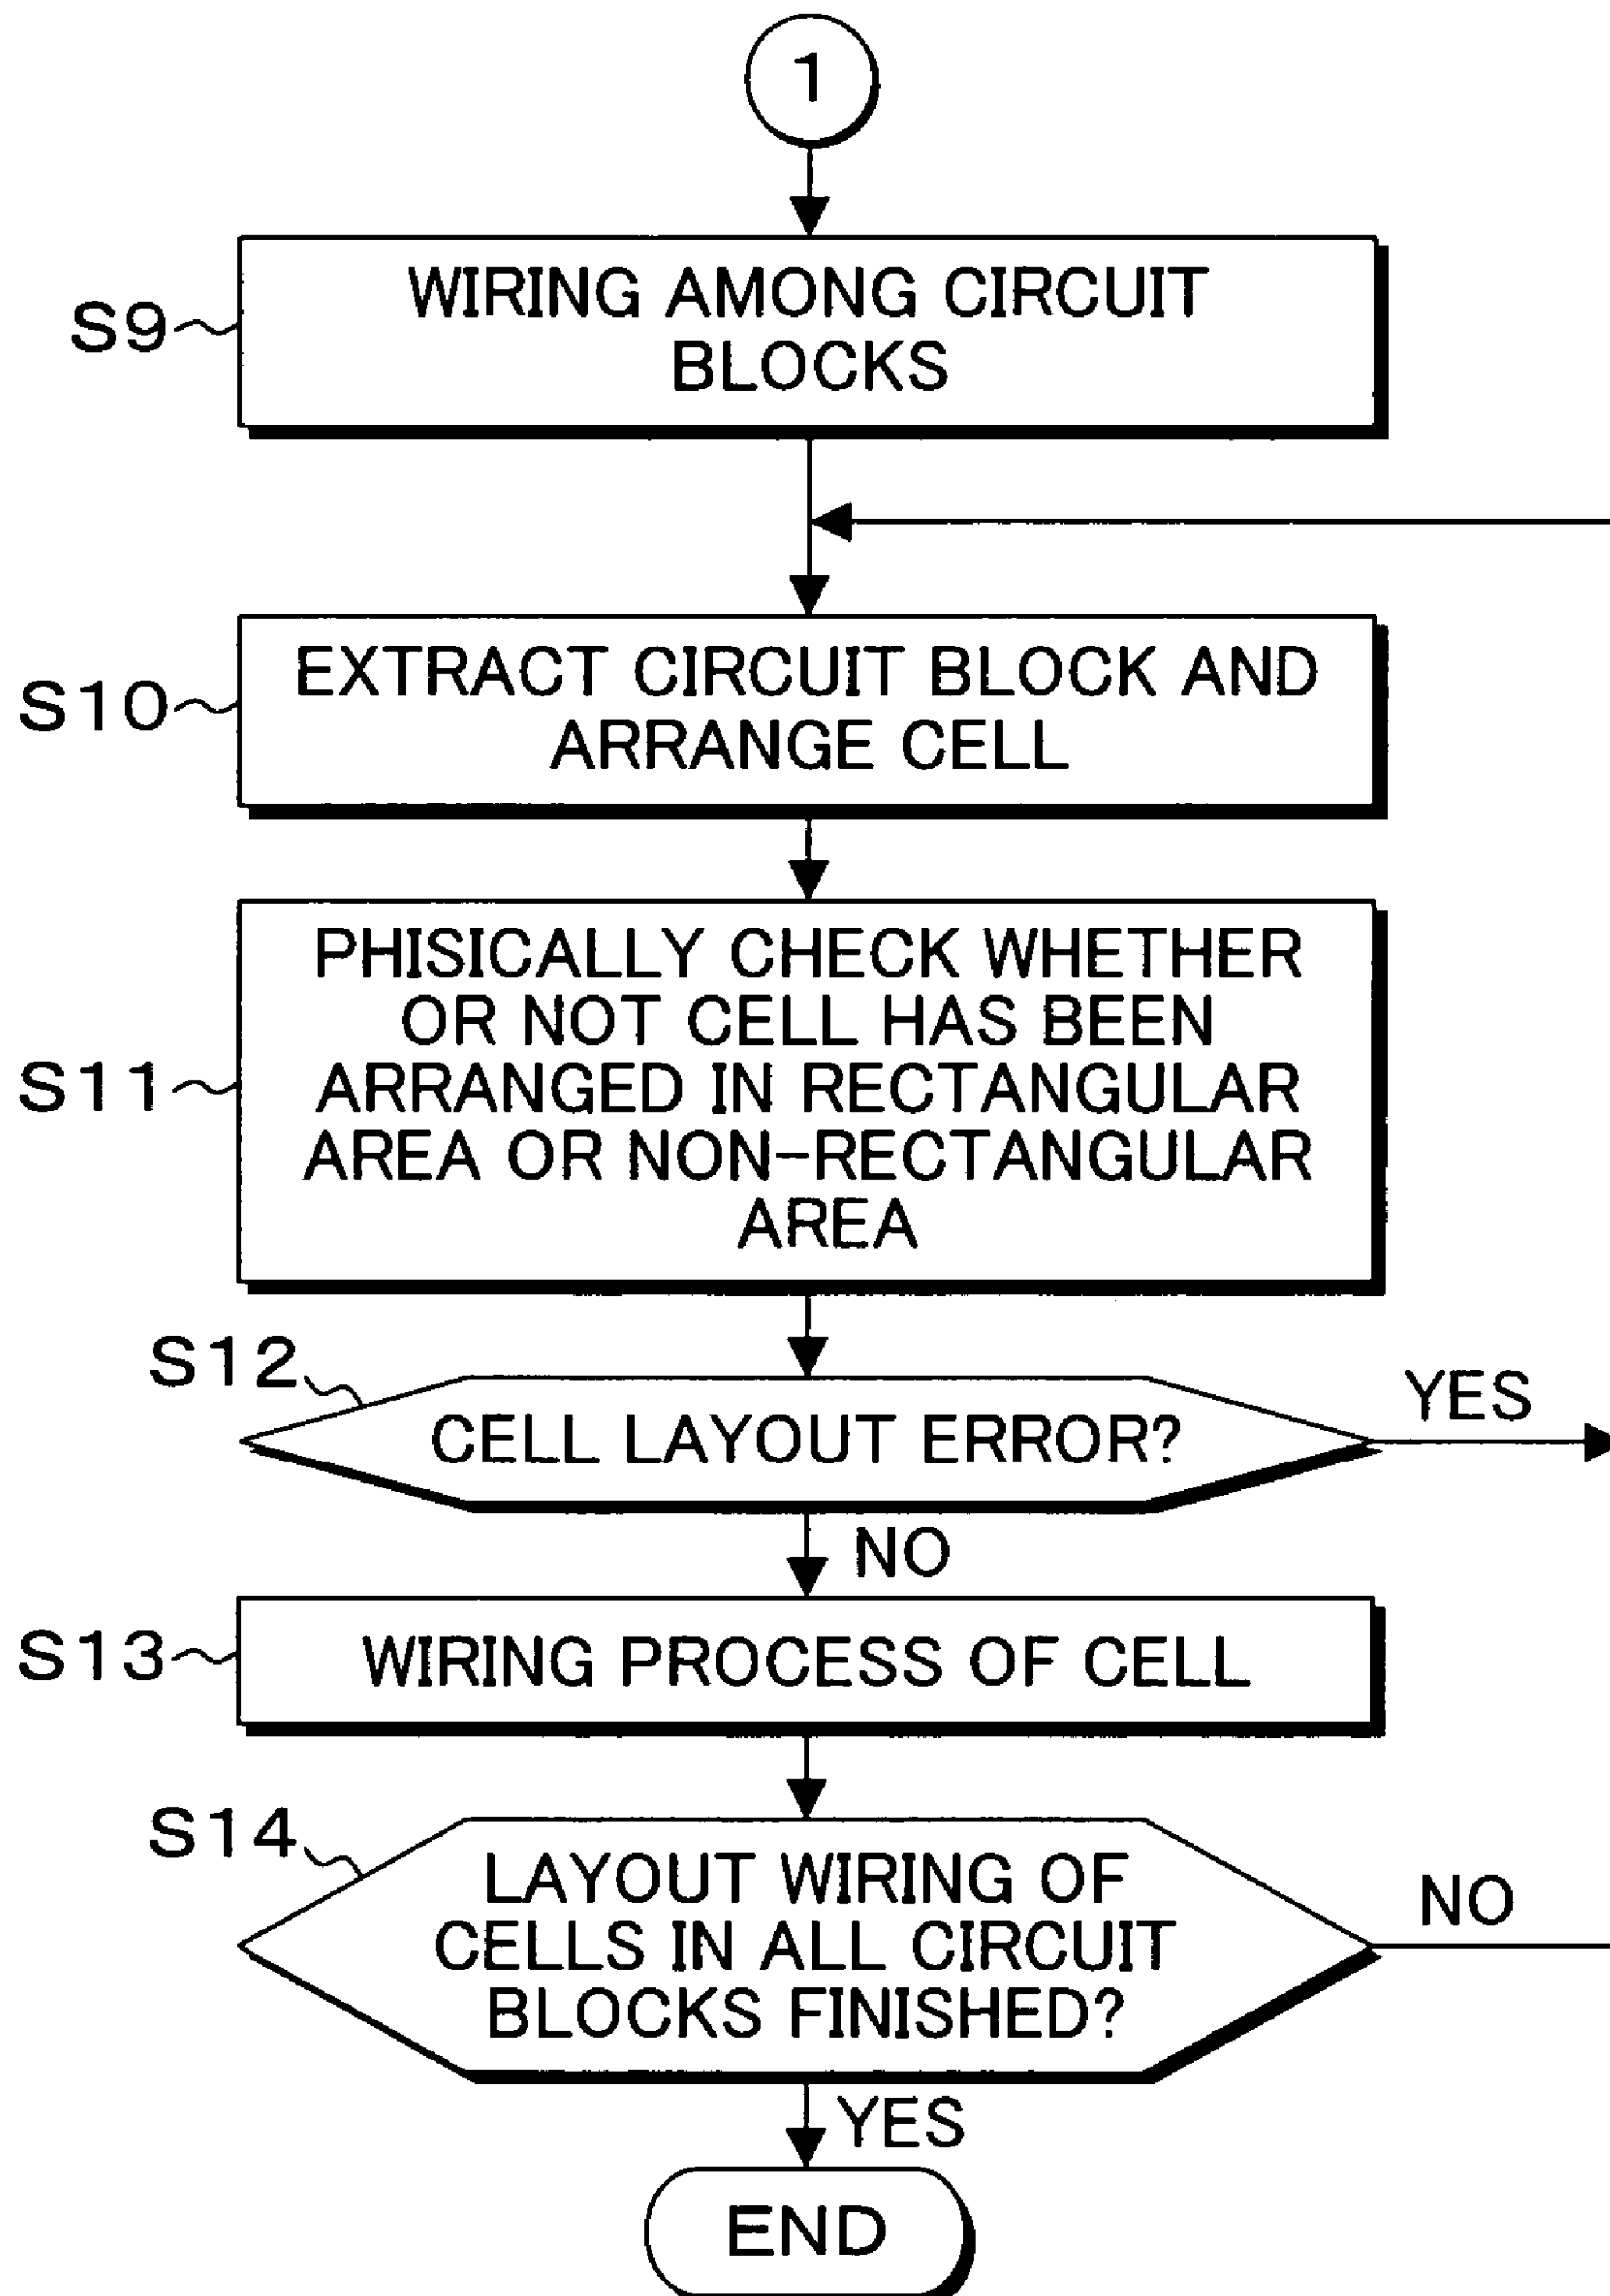 1
S9
WIRING AMONG CIRCUIT
BLOCKS
S10
EXTRACT CIRCUIT BLOCK AND
ARRANGE CELL
S11
PHISICALLY CHECK WHETHER
OR NOT CELL HAS BEEN
ARRANGED IN RECTANGULAR
AREA OR NON-RECTANGULAR
AREA
S12
CELL LAYOUT ERROR?
YES
NO
S13
WIRING PROCESS OF CELL
S14
LAYOUT WIRING OF
CELLS IN ALL CIRCUIT
BLOCKS FINISHED?
NO
YES
END